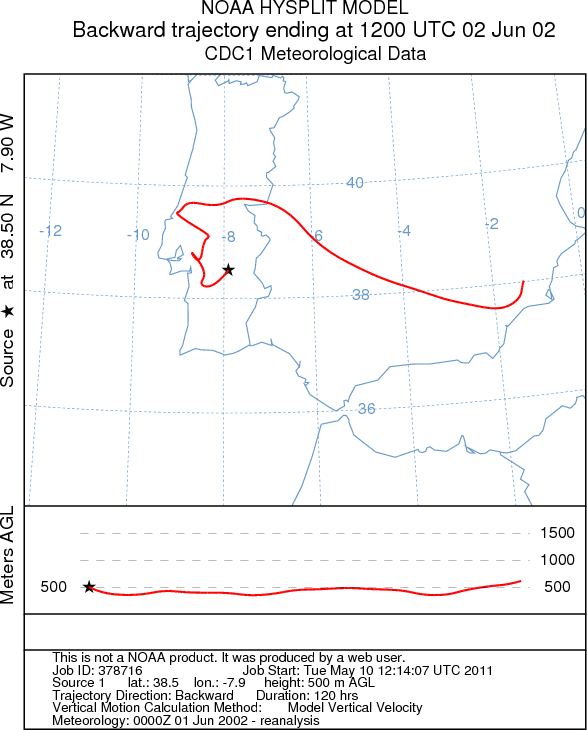 NOAA HYSPLIT MODEL
Backward trajectory ending at 1200 UTC 02 Jun 02
CDC1 Meteorological Data
Source ★ at 38.50 N 7.90 W
40
-12 -10 -8 -6 -4 -2 0
38
36
Meters AGL
1500
1000
500 500
This is not a NOAA product. It was produced by a web user.
Job ID: 378716 Job Start: Tue May 10 12:14:07 UTC 2011
Source 1 lat.: 38.5 lon.: -7.9 height: 500 m AGL
Trajectory Direction: Backward Duration: 120 hrs
Vertical Motion Calculation Method: Model Vertical Velocity
Meteorology: 0000Z 01 Jun 2002 - reanalysis